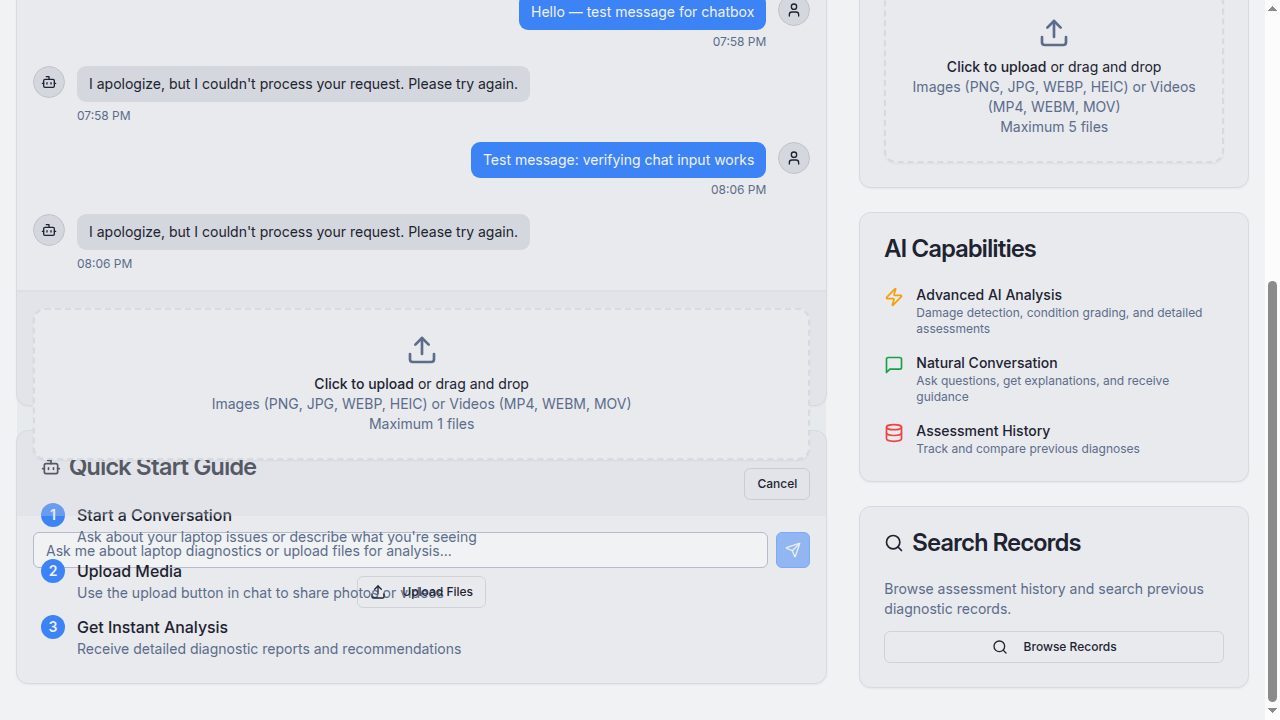 Hello — test message for chatbox
07:58 PM
I apologize, but I couldn't process your request. Please try again.
07:58 PM
Test message: verifying chat input works
08:06 PM
I apologize, but I couldn't process your request. Please try again.
08:06 PM
Click to upload or drag and drop
Images (PNG, JPG, WEBP, HEIC) or Videos (MP4, WEBM, MOV)
Maximum 1 files
Quick Start Guide
Cancel
1
Start a Conversation
Ask about your laptop issues or describe what you're seeing
Ask me about laptop diagnostics or upload files for analysis...
2
Upload Media
Use the upload button in chat to share photos or videos
Upload Files
3
Get Instant Analysis
Receive detailed diagnostic reports and recommendations
Click to upload or drag and drop
Images (PNG, JPG, WEBP, HEIC) or Videos
(MP4, WEBM, MOV)
Maximum 5 files
AI Capabilities
Advanced AI Analysis
Damage detection, condition grading, and detailed
assessments
Natural Conversation
Ask questions, get explanations, and receive
guidance
Assessment History
Track and compare previous diagnoses
Search Records
Browse assessment history and search previous
diagnostic records.
Browse Records